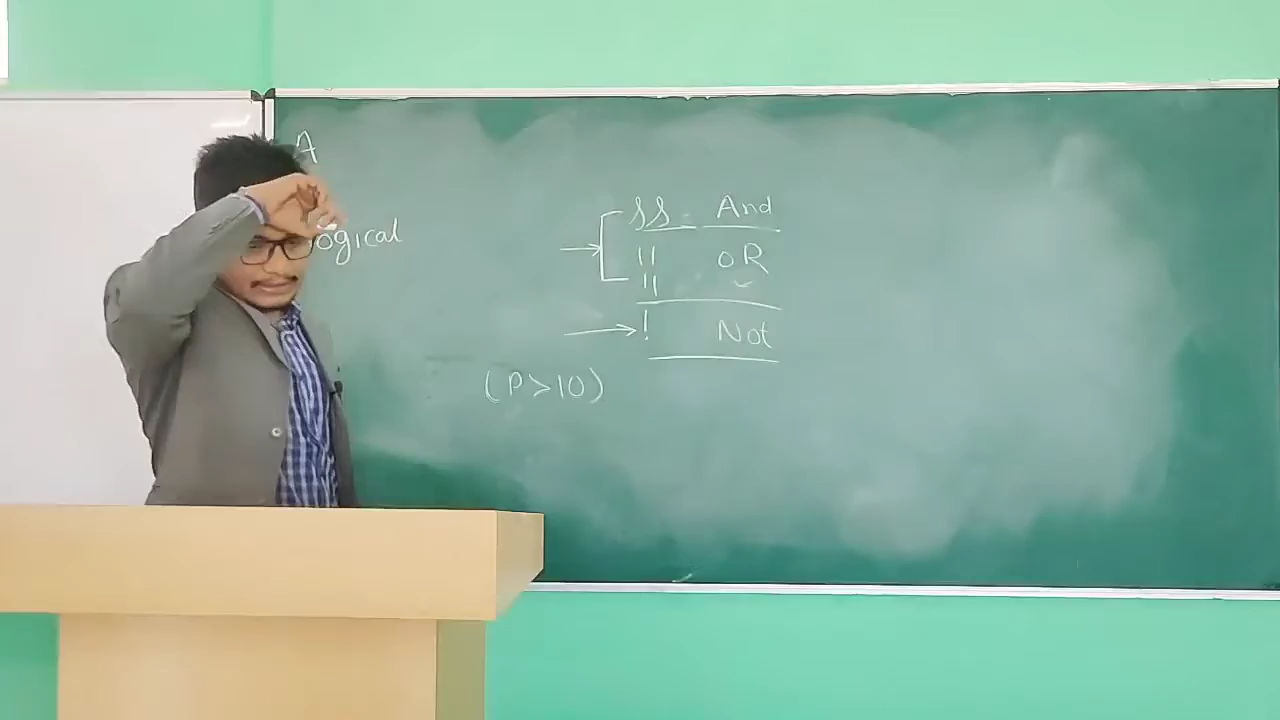 A
&& And
ogical
|| OR
||
! Not
(P>10)